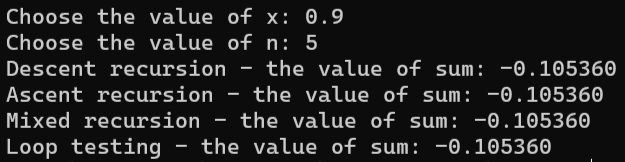 Choose the value of x: 0.9
Choose the value of n: 5
Descent recursion - the value of sum: -0.105360
Ascent recursion - the value of sum: -0.105360
Mixed recursion - the value of sum: -0.105360
Loop testing - the value of sum: -0.105360